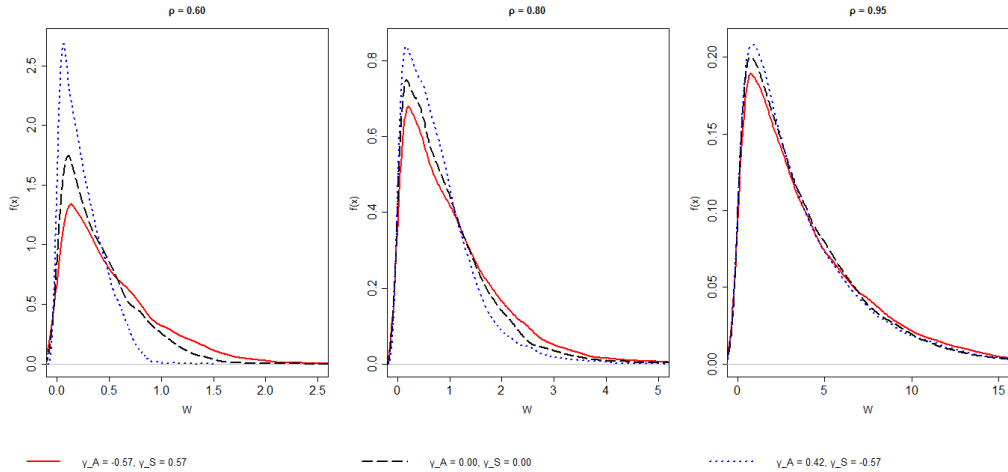 ρ = 0.60
ρ = 0.80
ρ = 0.95
f(x)
0.0 0.5 1.0 1.5 2.0 2.5
0.0 0.5 1.0 1.5 2.0 2.5
W
f(x)
0.0 0.2 0.4 0.6 0.8
0 1 2 3 4 5
W
f(x)
0.00 0.05 0.10 0.15 0.20
0 5 10 15
W
γ_A = -0.57, γ_S = 0.57
γ_A = 0.00, γ_S = 0.00
γ_A = 0.42, γ_S = -0.57